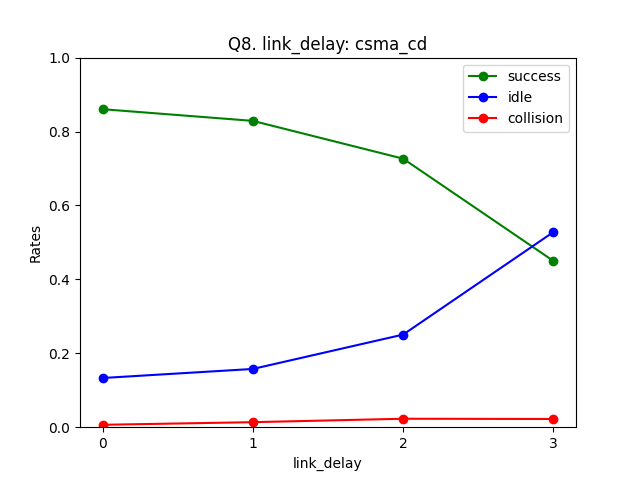 Q8. link_delay: csma_cd
success
idle
collision
Rates
1.0
0.8
0.6
0.4
0.2
0.0
0 1 2 3
link_delay